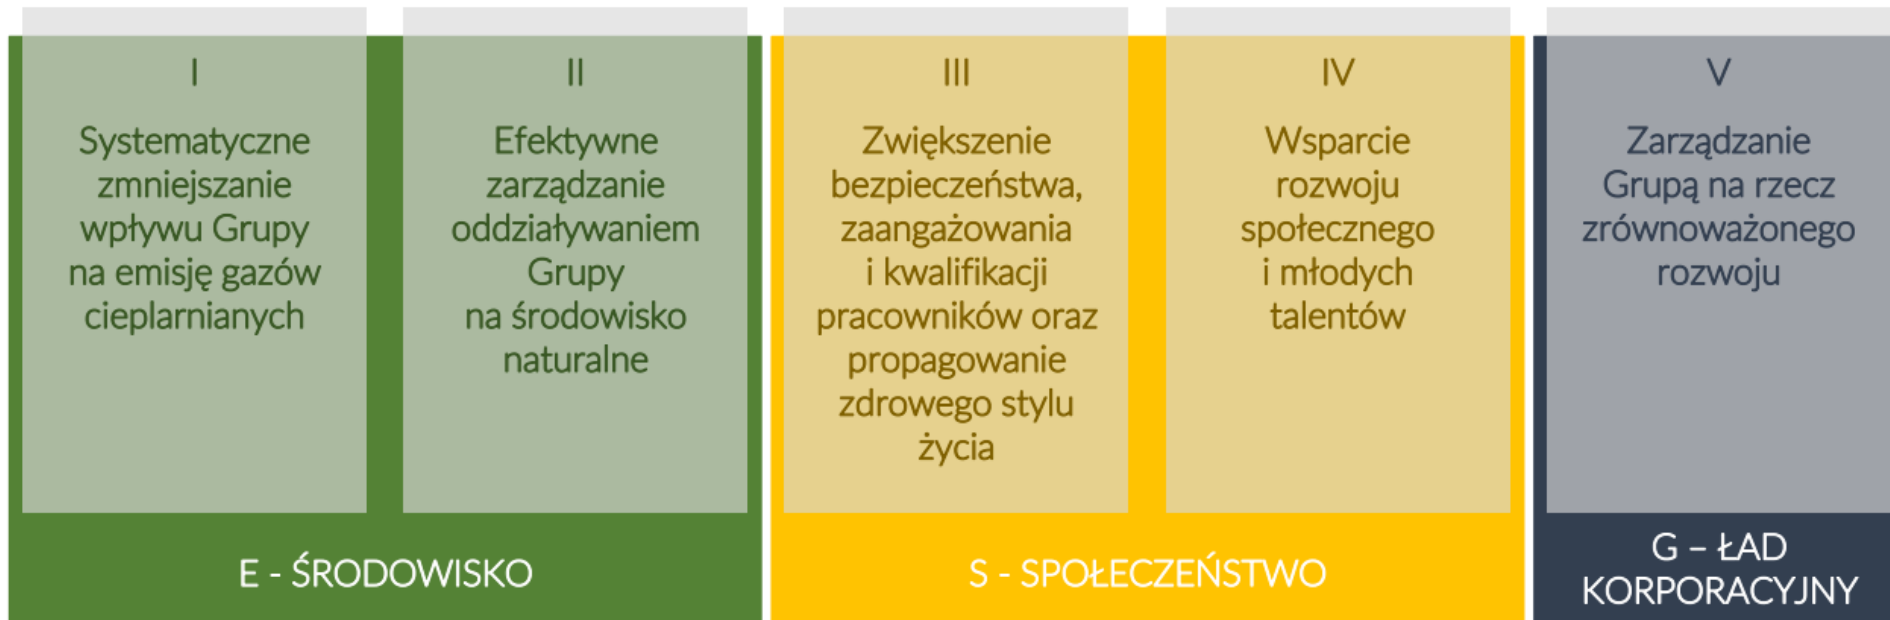 I
Systematyczne
zmniejszanie
wpływu Grupy
na emisję gazów
cieplarnianych
II
Efektywne
zarządzanie
oddziaływaniem
Grupy
na środowisko
naturalne
E - ŚRODOWISKO
III
Zwiększenie
bezpieczeństwa,
zaangażowania
i kwalifikacji
pracowników oraz
propagowanie
zdrowego stylu
życia
IV
Wsparcie
rozwoju
społecznego
i młodych
talentów
S - SPOŁECZEŃSTWO
V
Zarządzanie
Grupą na rzecz
zrównoważonego
rozwoju
G – ŁAD
KORPORACYJNY